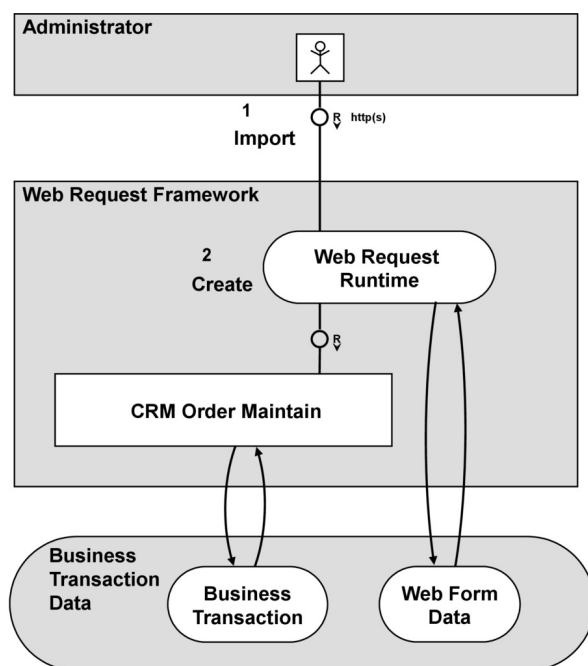 Administrator
1
Import
R http(s)
Web Request Framework
2
Create
Web Request
Runtime
R
CRM Order Maintain
Business
Transaction
Data
Business
Transaction
Web Form
Data